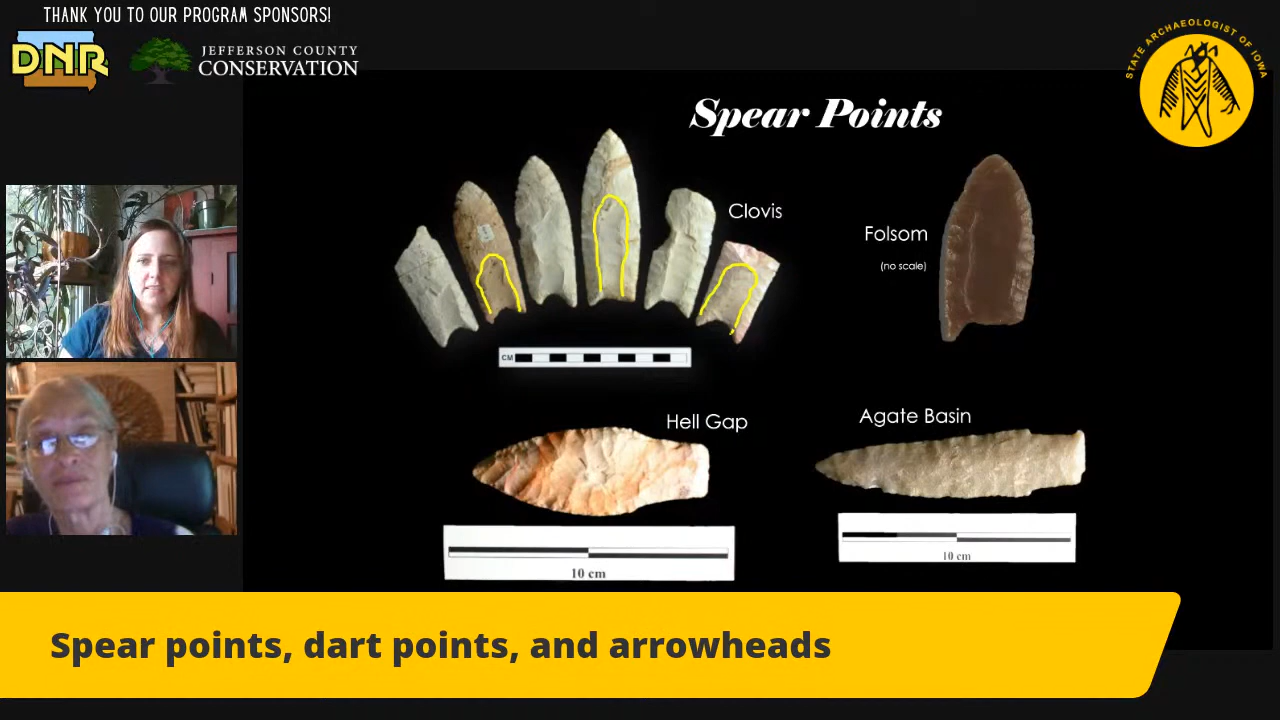 THANK YOU TO OUR PROGRAM SPONSORS!
DNR
JEFFERSON COUNTY
CONSERVATION
STATE ARCHAEOLOGIST OF IOWA
Spear Points
Clovis
Folsom
(no scale)
CM
Hell Gap
Agate Basin
10 cm
10 cm
Spear points, dart points, and arrowheads